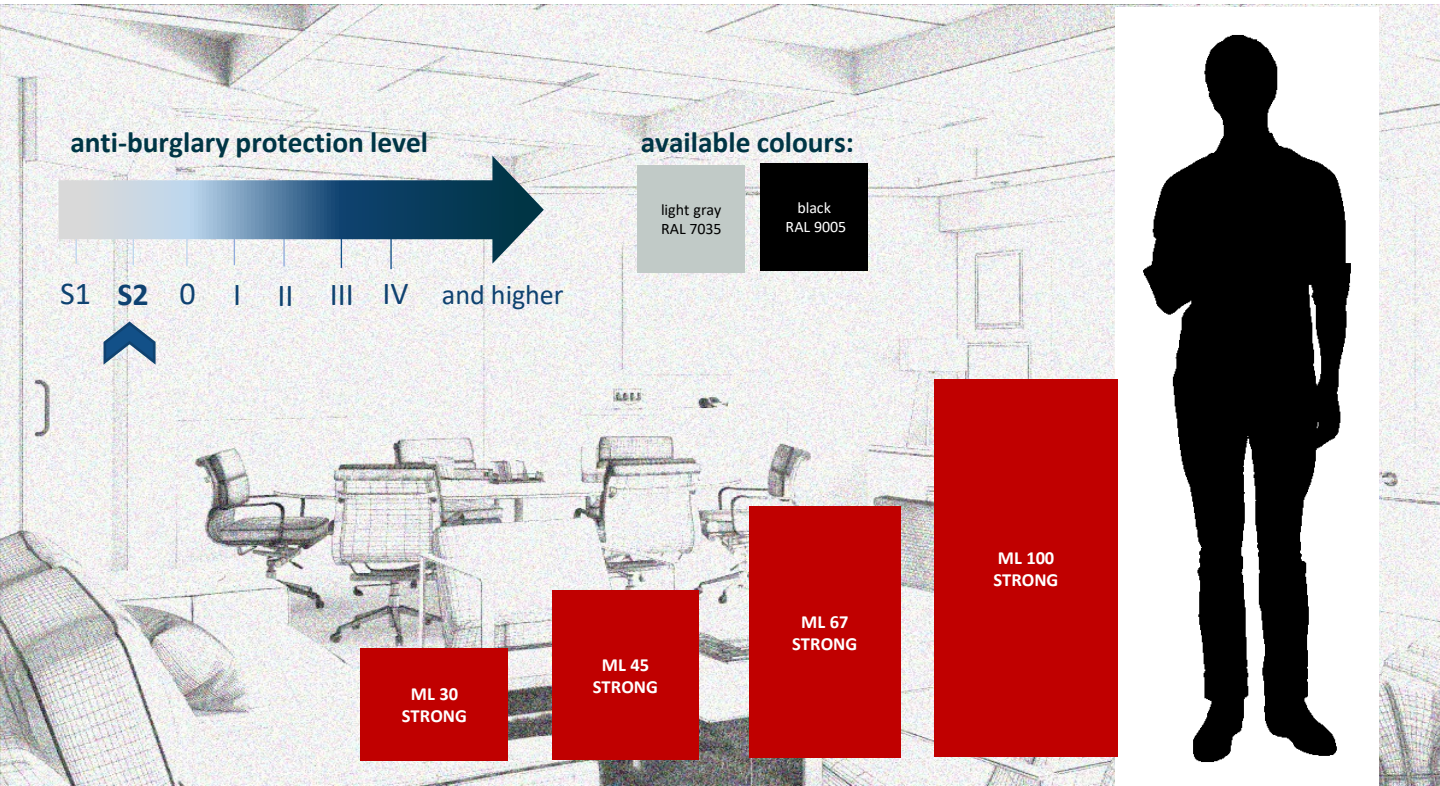 anti-burglary protection level
S1 S2 0 I II III IV and higher
available colours:
light gray
RAL 7035
black
RAL 9005
ML 30
STRONG
ML 45
STRONG
ML 67
STRONG
ML 100
STRONG